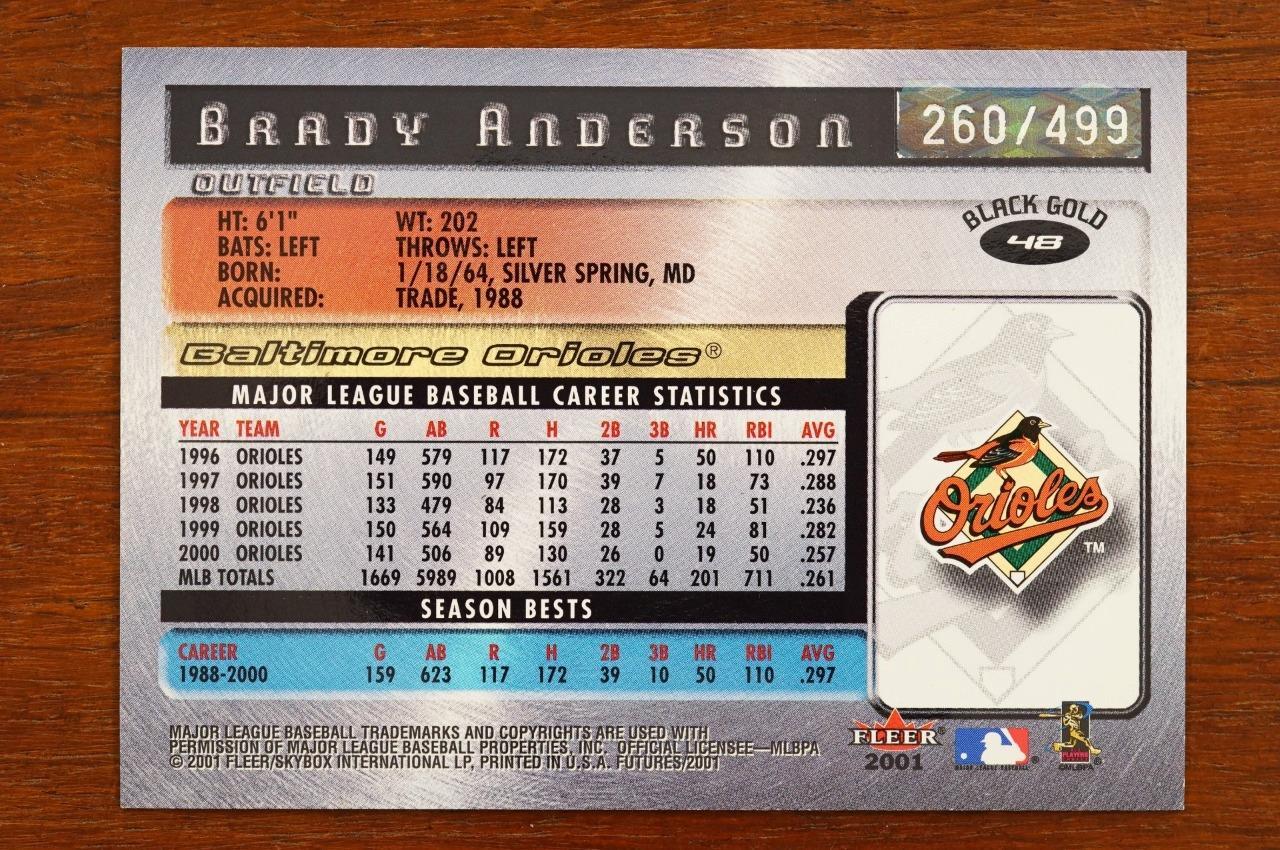 BRADY ANDERSON 260/499
OUTFIELD
BLACK GOLD
48
HT: 6'1" WT: 202
BATS: LEFT THROWS: LEFT
BORN: 1/18/64, SILVER SPRING, MD
ACQUIRED: TRADE, 1988
Baltimore Orioles®
MAJOR LEAGUE BASEBALL CAREER STATISTICS
YEAR TEAM G AB R H 2B 3B HR RBI AVG
1996 ORIOLES 149 579 117 172 37 5 50 110 .297
1997 ORIOLES 151 590 97 170 39 7 18 73 .288
1998 ORIOLES 133 479 84 113 28 3 18 51 .236
1999 ORIOLES 150 564 109 159 28 5 24 81 .282
2000 ORIOLES 141 506 89 130 26 0 19 50 .257
MLB TOTALS 1669 5989 1008 1561 322 64 201 711 .261
SEASON BESTS
CAREER G AB R H 2B 3B HR RBI AVG
1988-2000 159 623 117 172 39 10 50 110 .297
Orioles
TM
MAJOR LEAGUE BASEBALL TRADEMARKS AND COPYRIGHTS ARE USED WITH
PERMISSION OF MAJOR LEAGUE BASEBALL PROPERTIES, INC. OFFICIAL LICENSEE—MLBPA
© 2001 FLEER/SKYBOX INTERNATIONAL LP, PRINTED IN U.S.A. FUTURES/2001
FLEER®
2001
MAJOR LEAGUE BASEBALL
®
©MLBPA